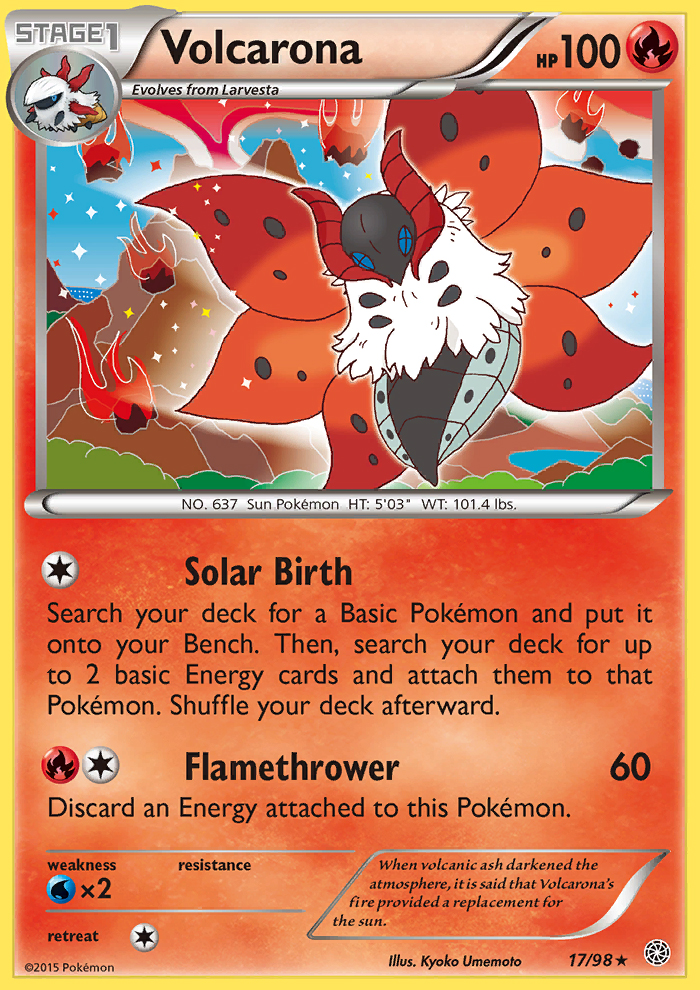 STAGE1
Volcarona
HP100
Evolves from Larvesta
NO. 637 Sun Pokémon HT: 5'03" WT: 101.4 lbs.
Solar Birth
Search your deck for a Basic Pokémon and put it
onto your Bench. Then, search your deck for up
to 2 basic Energy cards and attach them to that
Pokémon. Shuffle your deck afterward.
Flamethrower 60
Discard an Energy attached to this Pokémon.
weakness resistance
×2
retreat
When volcanic ash darkened the
atmosphere, it is said that Volcarona's
fire provided a replacement for
the sun.
Illus. Kyoko Umemoto 17/98 ★
©2015 Pokémon